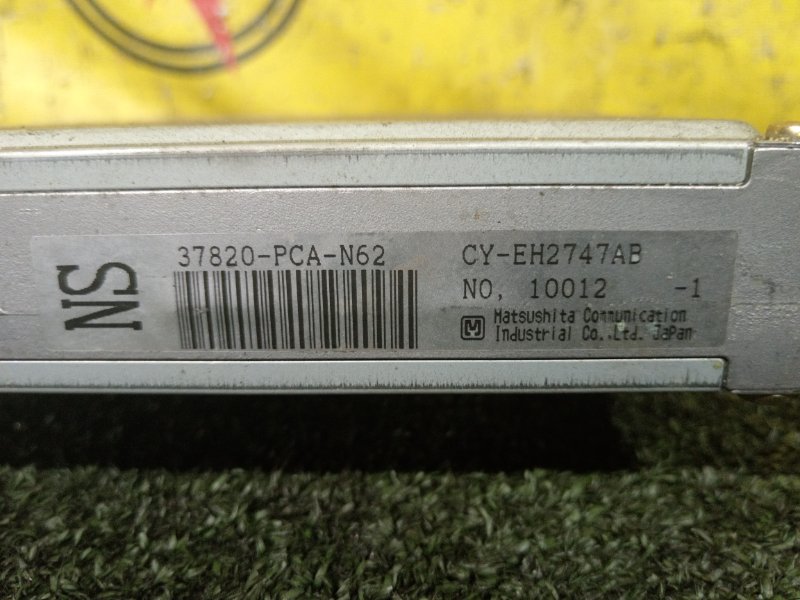 NS
37820-PCA-N62
CY-EH2747AB
NO, 10012 -1
M Matsushita Communication
Industrial Co., Ltd. JaPan